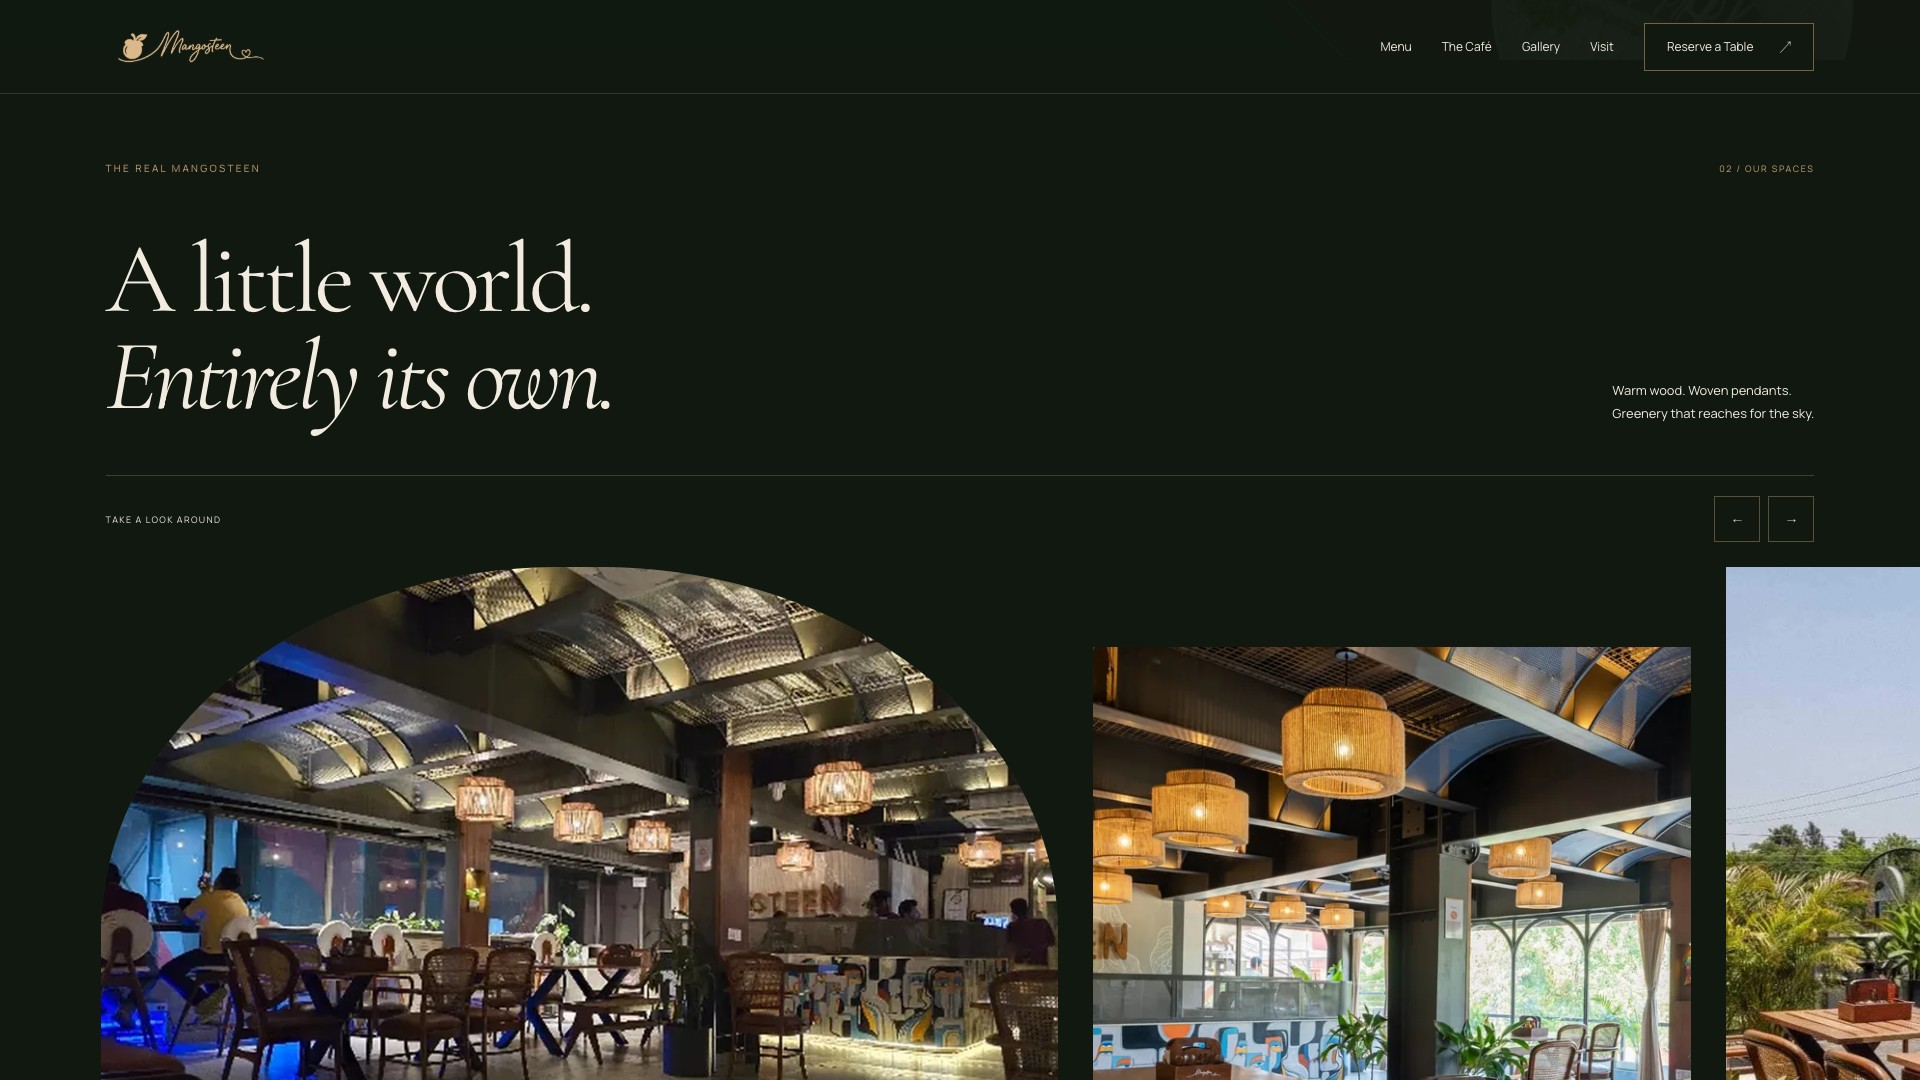 Mangosteen
Menu
The Café
Gallery
Visit
Reserve a Table
THE REAL MANGOSTEEN
02 / OUR SPACES
A little world.
Entirely its own.
Warm wood. Woven pendants.
Greenery that reaches for the sky.
TAKE A LOOK AROUND
← →
STEEN